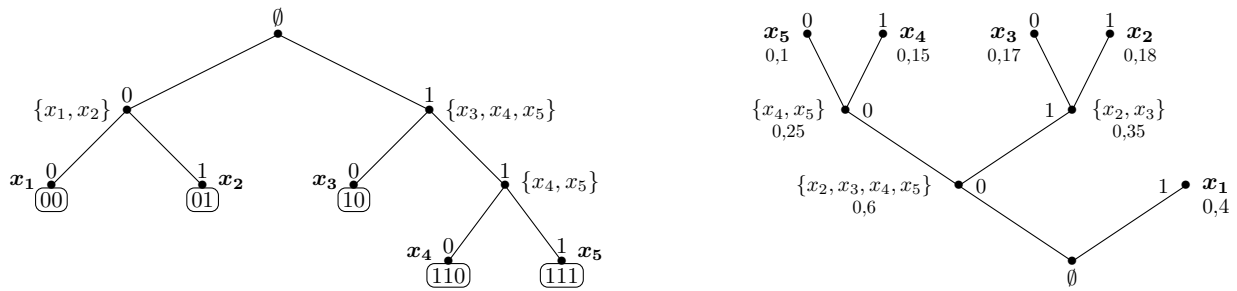 ∅
{x₁, x₂} 0
1 {x₃, x₄, x₅}
x₁ 0
00
1 x₂
01
x₃ 0
10
1 {x₄, x₅}
x₄ 0
110
1 x₅
111
0 1 0 1
x₅ x₄ x₃ x₂
0,1 0,15 0,17 0,18
{x₄, x₅} 0 1 {x₂, x₃}
0,25 0,35
{x₂, x₃, x₄, x₅} 0 1 x₁
0,6 0,4
∅